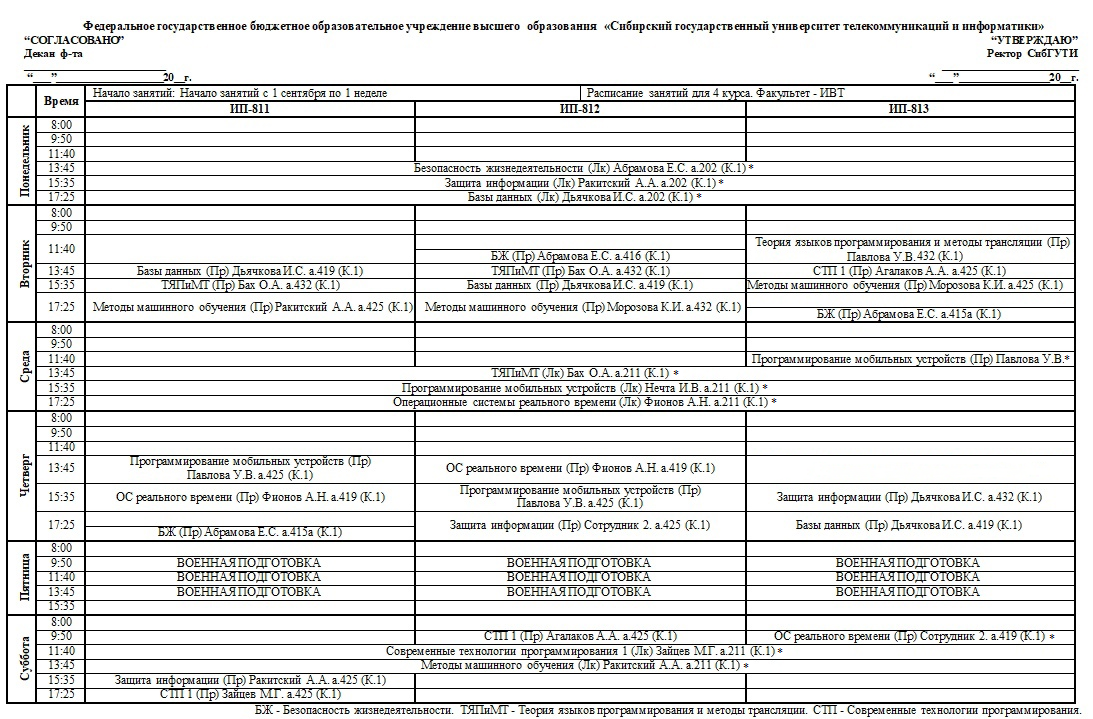 Федеральное государственное бюджетное образовательное учреждение высшего образования «Сибирский государственный университет телекоммуникаций и информатики»
“СОГЛАСОВАНО” “УТВЕРЖДАЮ”
Декан ф-та Ректор СибГУТИ
“___”__________________20__г. “___”__________________20__г.
Время Начало занятий: Начало занятий с 1 сентября по 1 неделе Расписание занятий для 4 курса. Факультет - ИВТ
ИП-811 ИП-812 ИП-813
Понедельник
8:00
9:50
11:40
13:45 Безопасность жизнедеятельности (Лк) Абрамова Е.С. а.202 (К.1) *
15:35 Защита информации (Лк) Ракитский А.А. а.202 (К.1) *
17:25 Базы данных (Лк) Дьячкова И.С. а.202 (К.1) *
Вторник
8:00
9:50
11:40 БЖ (Пр) Абрамова Е.С. а.416 (К.1) Теория языков программирования и методы трансляции (Пр)
Павлова У.В. 432 (К.1)
13:45 Базы данных (Пр) Дьячкова И.С. а.419 (К.1) ТЯПиМТ (Пр) Бах О.А. а.432 (К.1) СТП 1 (Пр) Агалаков А.А. а.425 (К.1)
15:35 ТЯПиМТ (Пр) Бах О.А. а.432 (К.1) Базы данных (Пр) Дьячкова И.С. а.419 (К.1) Методы машинного обучения (Пр) Морозова К.И. а.425 (К.1)
17:25 Методы машинного обучения (Пр) Ракитский А.А. а.425 (К.1) Методы машинного обучения (Пр) Морозова К.И. а.432 (К.1)
БЖ (Пр) Абрамова Е.С. а.415а (К.1)
Среда
8:00
9:50
11:40 Программирование мобильных устройств (Пр) Павлова У.В.*
13:45 ТЯПиМТ (Лк) Бах О.А. а.211 (К.1) *
15:35 Программирование мобильных устройств (Лк) Нечта И.В. а.211 (К.1) *
17:25 Операционные системы реального времени (Лк) Фионов А.Н. а.211 (К.1) *
Четверг
8:00
9:50
11:40
13:45 Программирование мобильных устройств (Пр)
Павлова У.В. а.425 (К.1) ОС реального времени (Пр) Фионов А.Н. а.419 (К.1)
15:35 ОС реального времени (Пр) Фионов А.Н. а.419 (К.1) Программирование мобильных устройств (Пр)
Павлова У.В. а.425 (К.1) Защита информации (Пр) Дьячкова И.С. а.432 (К.1)
17:25 БЖ (Пр) Абрамова Е.С. а.415а (К.1) Защита информации (Пр) Сотрудник 2. а.425 (К.1) Базы данных (Пр) Дьячкова И.С. а.419 (К.1)
Пятница
8:00
9:50 ВОЕННАЯ ПОДГОТОВКА ВОЕННАЯ ПОДГОТОВКА ВОЕННАЯ ПОДГОТОВКА
11:40 ВОЕННАЯ ПОДГОТОВКА ВОЕННАЯ ПОДГОТОВКА ВОЕННАЯ ПОДГОТОВКА
13:45 ВОЕННАЯ ПОДГОТОВКА ВОЕННАЯ ПОДГОТОВКА ВОЕННАЯ ПОДГОТОВКА
15:35
Суббота
8:00
9:50 СТП 1 (Пр) Агалаков А.А. а.425 (К.1) ОС реального времени (Пр) Сотрудник 2. а.419 (К.1) *
11:40 Современные технологии программирования 1 (Лк) Зайцев М.Г. а.211 (К.1) *
13:45 Методы машинного обучения (Лк) Ракитский А.А. а.211 (К.1) *
15:35 Защита информации (Пр) Ракитский А.А. а.425 (К.1)
17:25 СТП 1 (Пр) Зайцев М.Г. а.425 (К.1)
БЖ - Безопасность жизнедеятельности. ТЯПиМТ - Теория языков программирования и методы трансляции. СТП - Современные технологии программирования.